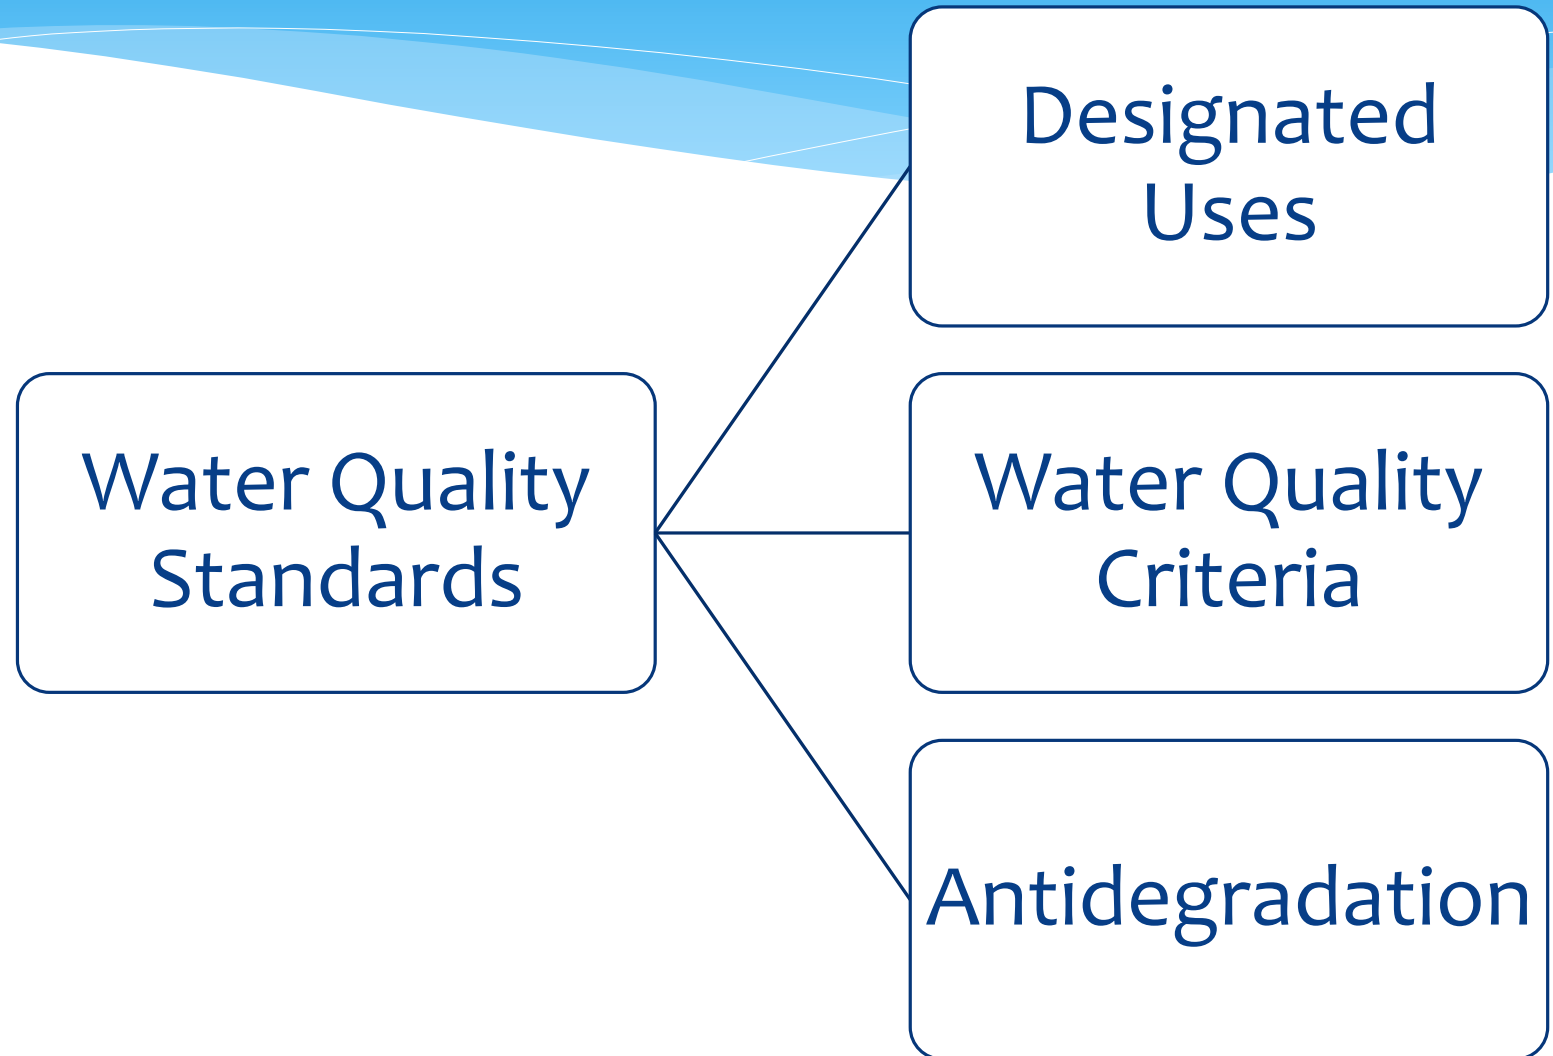 Designated
Uses
Water Quality
Standards
Water Quality
Criteria
Antidegradation